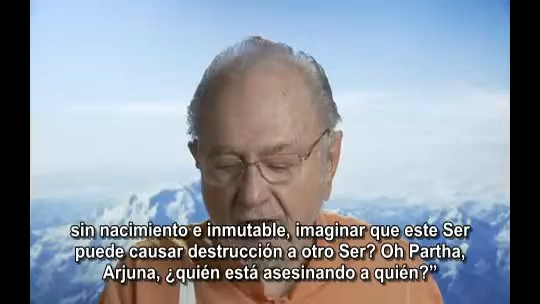 sin nacimiento e inmutable, imaginar que este Ser
puede causar destrucción a otro Ser? Oh Partha,
Arjuna, ¿quién está asesinando a quién?”